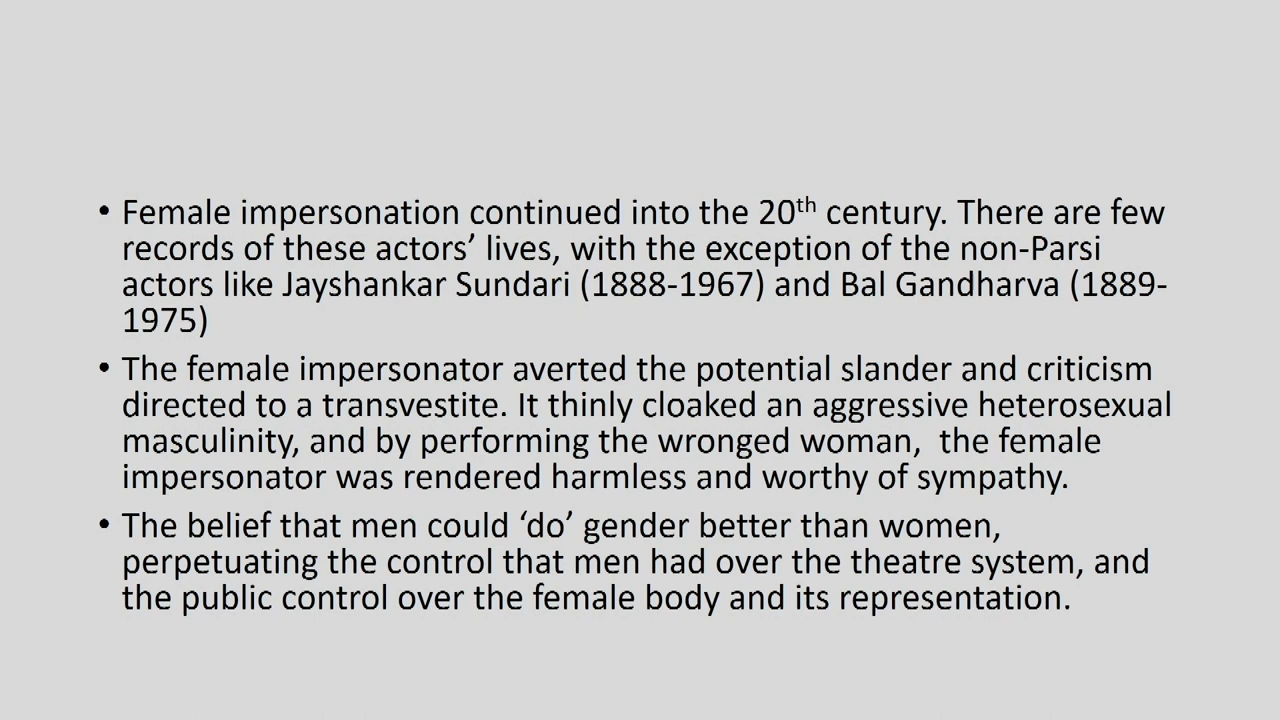 • Female impersonation continued into the 20th century. There are few
records of these actors’ lives, with the exception of the non-Parsi
actors like Jayshankar Sundari (1888-1967) and Bal Gandharva (1889-
1975)
• The female impersonator averted the potential slander and criticism
directed to a transvestite. It thinly cloaked an aggressive heterosexual
masculinity, and by performing the wronged woman,  the female
impersonator was rendered harmless and worthy of sympathy.
• The belief that men could ‘do’ gender better than women,
perpetuating the control that men had over the theatre system, and
the public control over the female body and its representation.